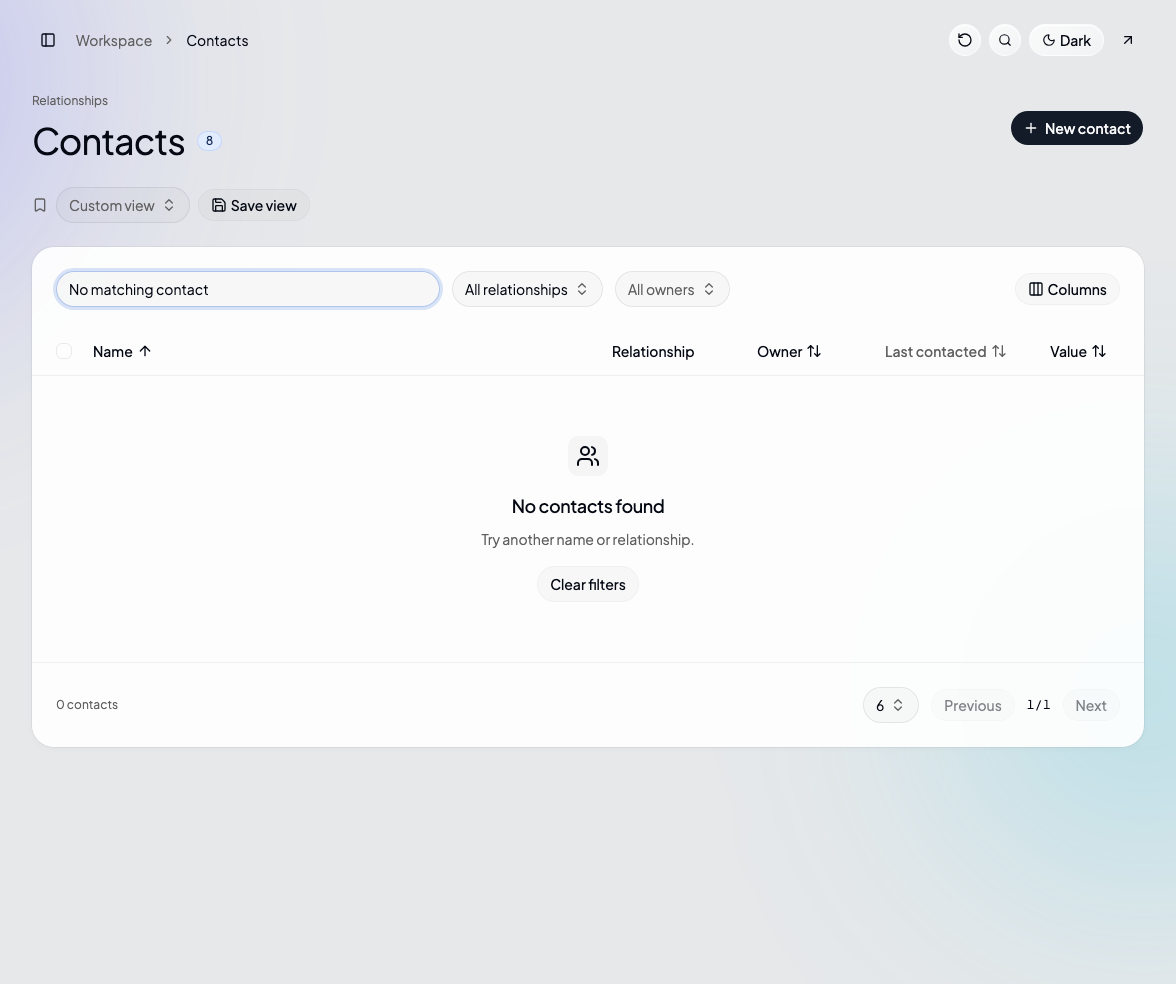 Workspace Contacts Dark
Relationships
Contacts 8
New contact
Custom view Save view
No matching contact All relationships All owners Columns
Name Relationship Owner Last contacted Value
No contacts found
Try another name or relationship.
Clear filters
0 contacts 6 Previous 1/1 Next